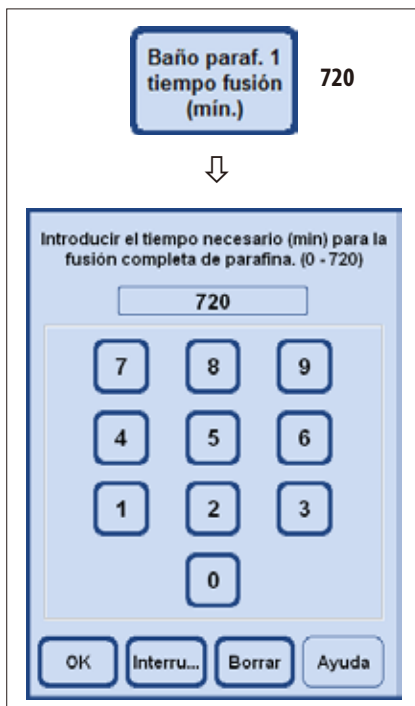 Baño paraf. 1
tiempo fusión
(mín.)
720
Introducir el tiempo necesario (min) para la
fusión completa de parafina. (0 - 720)
720
7 8 9
4 5 6
1 2 3
0
OK Interru... Borrar Ayuda